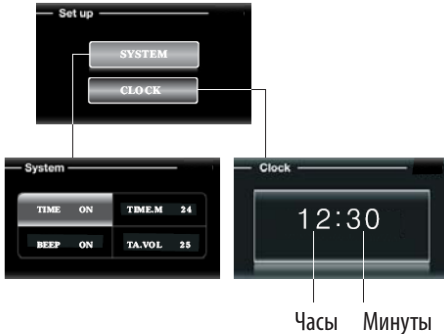 Set up
SYSTEM
CLOCK
System
TIME ON TIME.M 24
BEEP ON TA.VOL 25
Clock
12:30
Часы Минуты